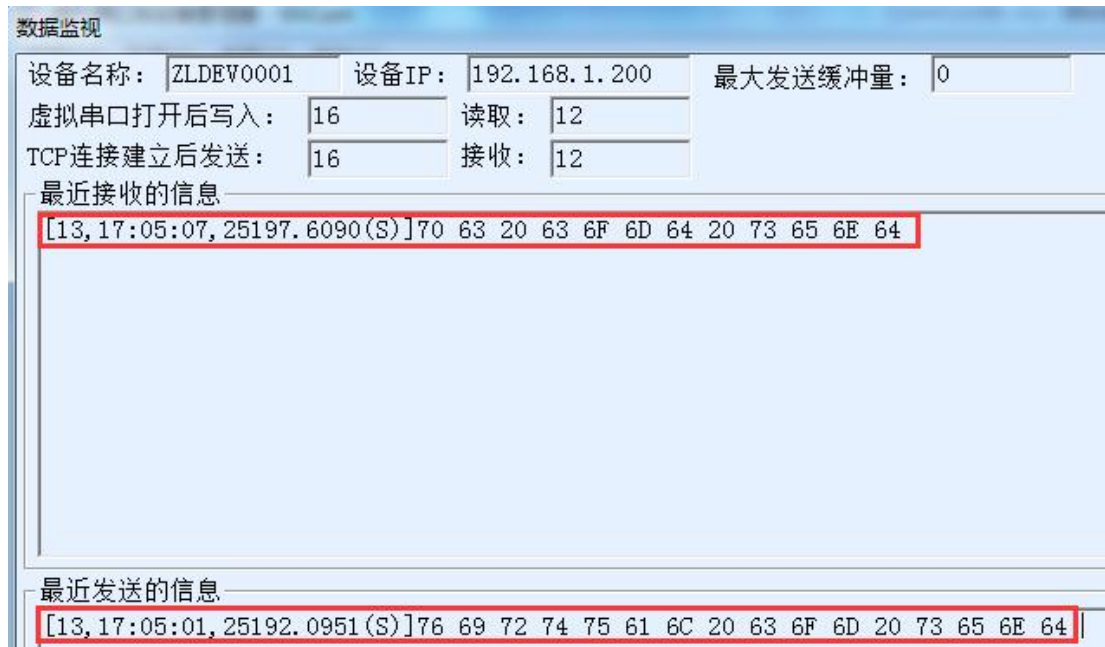 数据监视
设备名称: ZLDEV0001 设备IP: 192.168.1.200 最大发送缓冲量: 0
虚拟串口打开后写入: 16 读取: 12
TCP连接建立后发送: 16 接收: 12
最近接收的信息
[13,17:05:07,25197.6090(S)]70 63 20 63 6F 6D 64 20 73 65 6E 64
最近发送的信息
[13,17:05:01,25192.0951(S)]76 69 72 74 75 61 6C 20 63 6F 6D 20 73 65 6E 64